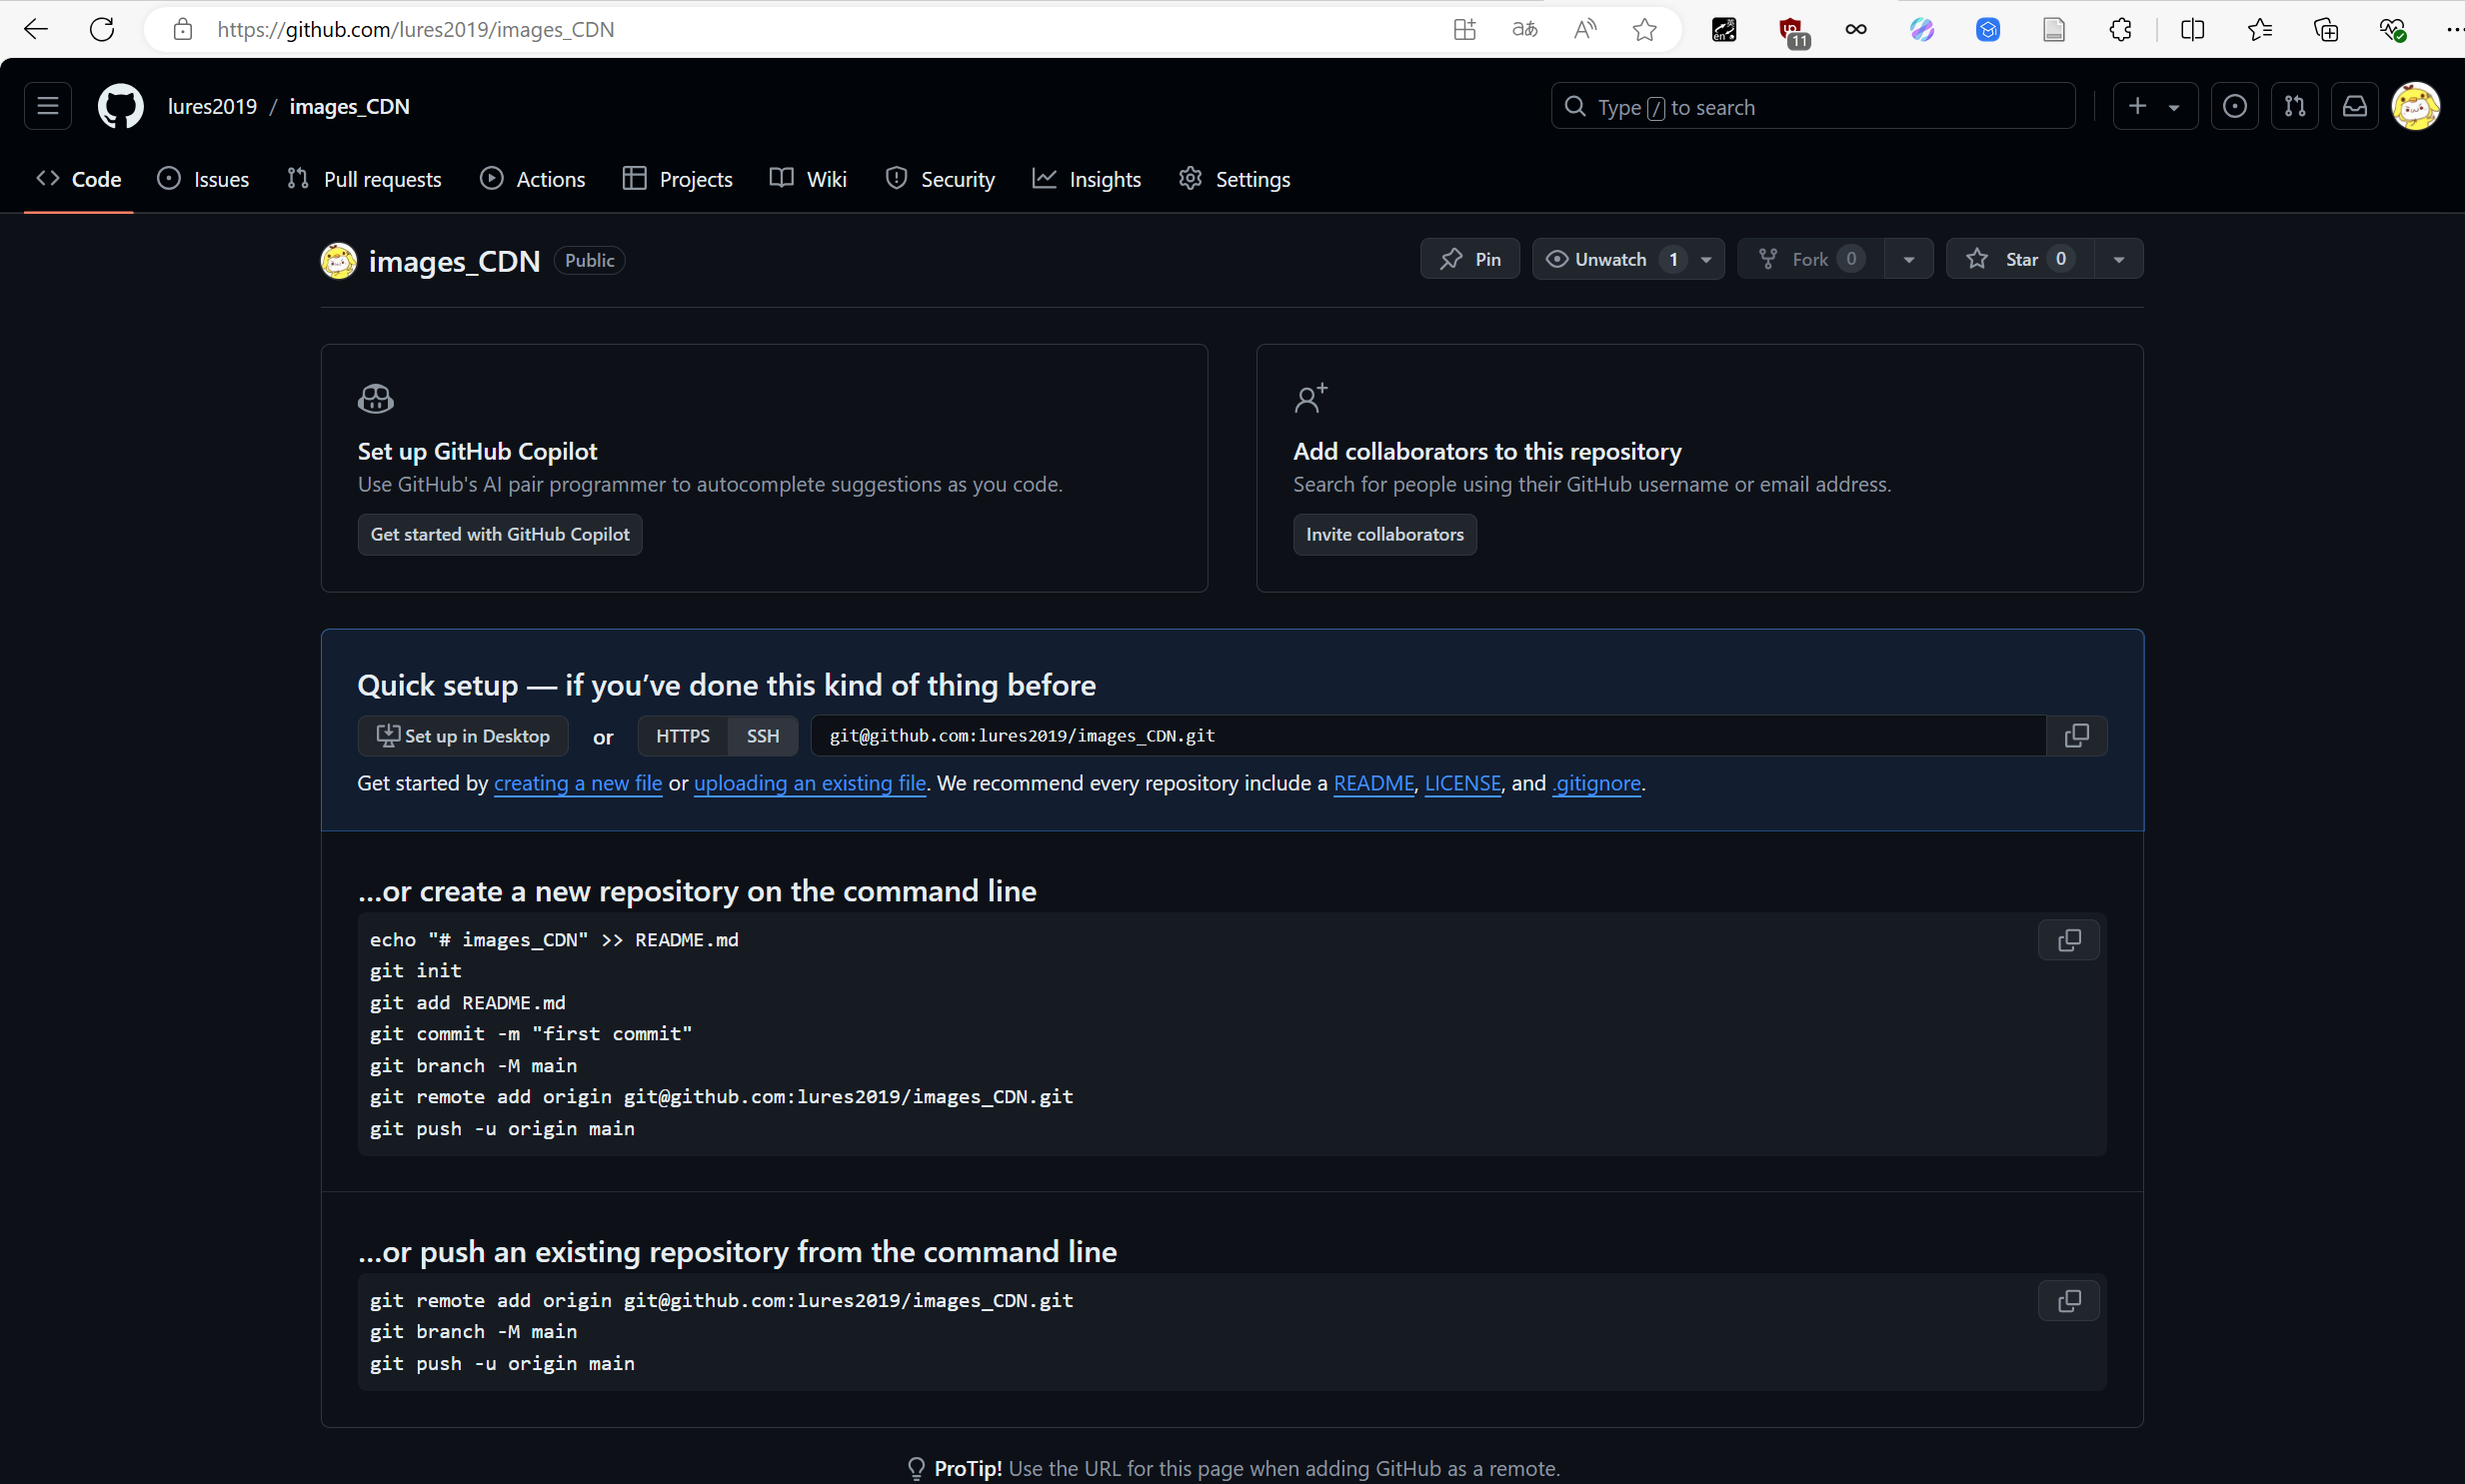 https://github.com/lures2019/images_CDN
11
lures2019 / images_CDN
Type / to search
Code Issues Pull requests Actions Projects Wiki Security Insights Settings
images_CDN Public
Pin Unwatch 1 Fork 0 Star 0
Set up GitHub Copilot
Use GitHub's AI pair programmer to autocomplete suggestions as you code.
Get started with GitHub Copilot
Add collaborators to this repository
Search for people using their GitHub username or email address.
Invite collaborators
Quick setup — if you’ve done this kind of thing before
Set up in Desktop or HTTPS SSH git@github.com:lures2019/images_CDN.git
Get started by creating a new file or uploading an existing file. We recommend every repository include a README, LICENSE, and .gitignore.
…or create a new repository on the command line
echo "# images_CDN" >> README.md
git init
git add README.md
git commit -m "first commit"
git branch -M main
git remote add origin git@github.com:lures2019/images_CDN.git
git push -u origin main
…or push an existing repository from the command line
git remote add origin git@github.com:lures2019/images_CDN.git
git branch -M main
git push -u origin main
ProTip! Use the URL for this page when adding GitHub as a remote.